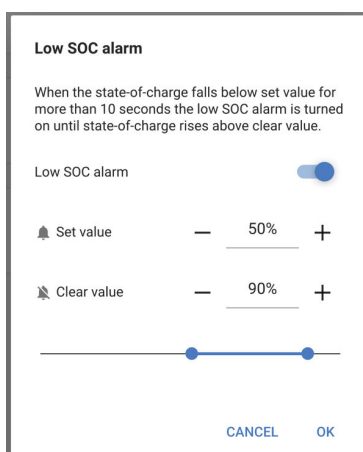 Low SOC alarm
When the state-of-charge falls below set value for
more than 10 seconds the low SOC alarm is turned
on until state-of-charge rises above clear value.
Low SOC alarm
Set value − 50% +
Clear value − 90% +
CANCEL OK